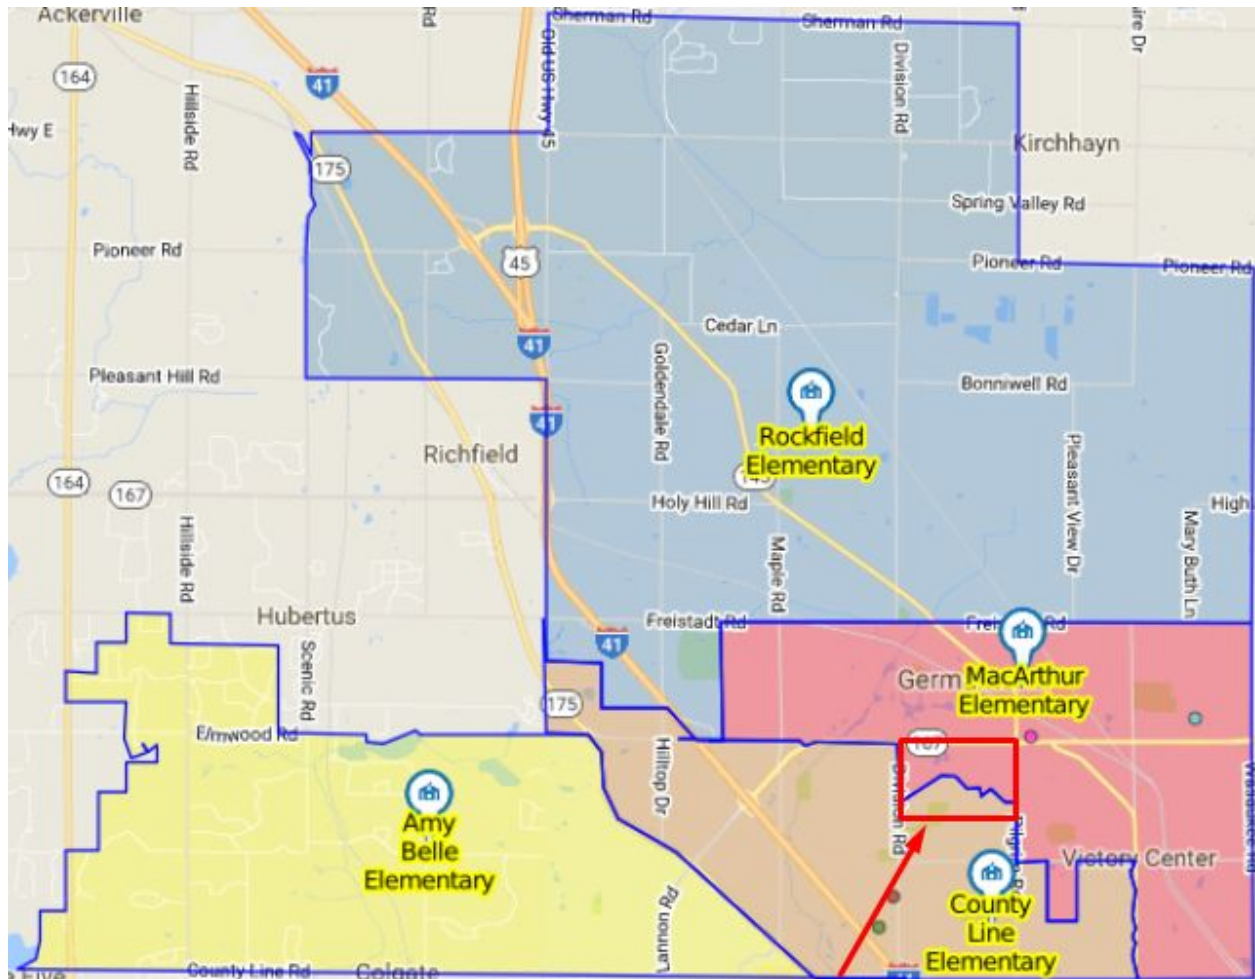 Ackerville
Rd
Sherman Rd
Sherman Rd
164
41
Old US Hwy 45
Division Rd
Hwy E
Hillside Rd
175
Kirchhayn
Spring Valley Rd
Pioneer Rd
45
Pioneer Rd
Pioneer Rd
Cedar Ln
41
Goldendale Rd
Pleasant Hill Rd
Bonniwell Rd
41
Rockfield
Elementary
Richfield
Pleasant View Dr
164
167
Holy Hill Rd
High
Hillside Rd
Maple Rd
Mary Buth Ln
Hubertus
Freistadt Rd
41
Scenic Rd
Germ
MacArthur
Elementary
175
Elmwood Rd
Hilltop Dr
167
Division Rd
Amy
Belle
Elementary
Victory Center
County
Line
Elementary
Lannon Rd
County Line Rd
Colgate